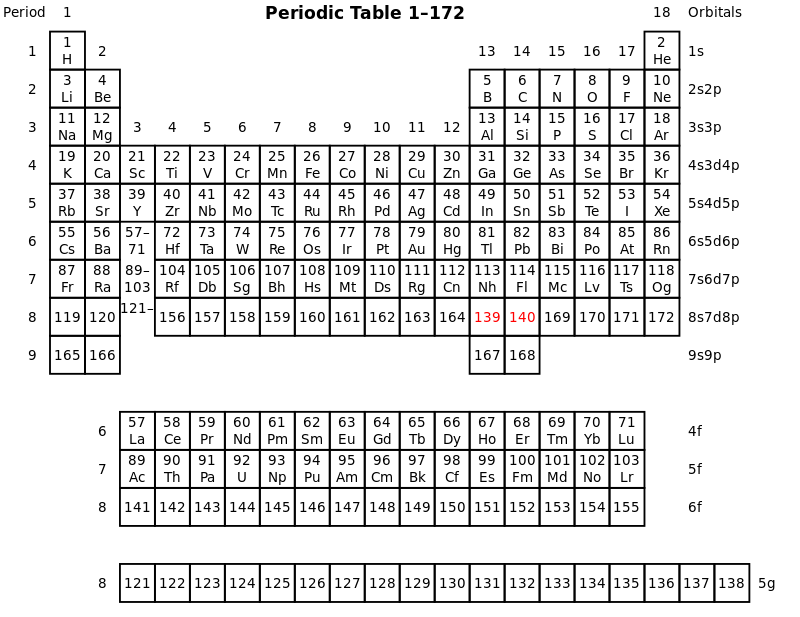 Period 1 Periodic Table 1–172 18 Orbitals
1 2
1 2 13 14 15 16 17 1s
H He
3 4 5 6 7 8 9 10
2 2s2p
Li Be B C N O F Ne
11 12 13 14 15 16 17 18
3 3 4 5 6 7 8 9 10 11 12 3s3p
Na Mg Al Si P S Cl Ar
19 20 21 22 23 24 25 26 27 28 29 30 31 32 33 34 35 36
4 4s3d4p
K Ca Sc Ti V Cr Mn Fe Co Ni Cu Zn Ga Ge As Se Br Kr
37 38 39 40 41 42 43 44 45 46 47 48 49 50 51 52 53 54
5 5s4d5p
Rb Sr Y Zr Nb Mo Tc Ru Rh Pd Ag Cd In Sn Sb Te I Xe
55 56 57– 72 73 74 75 76 77 78 79 80 81 82 83 84 85 86
6 6s5d6p
Cs Ba 71 Hf Ta W Re Os Ir Pt Au Hg Tl Pb Bi Po At Rn
87 88 89– 104 105 106 107 108 109 110 111 112 113 114 115 116 117 118
7 7s6d7p
Fr Ra 103 Rf Db Sg Bh Hs Mt Ds Rg Cn Nh Fl Mc Lv Ts Og
121–
8 119 120 156 157 158 159 160 161 162 163 164 139 140 169 170 171 172 8s7d8p
9 165 166 167 168 9s9p
57 58 59 60 61 62 63 64 65 66 67 68 69 70 71
6 4f
La Ce Pr Nd Pm Sm Eu Gd Tb Dy Ho Er Tm Yb Lu
89 90 91 92 93 94 95 96 97 98 99 100 101 102 103
7 5f
Ac Th Pa U Np Pu Am Cm Bk Cf Es Fm Md No Lr
8 141 142 143 144 145 146 147 148 149 150 151 152 153 154 155 6f
8 121 122 123 124 125 126 127 128 129 130 131 132 133 134 135 136 137 138 5g